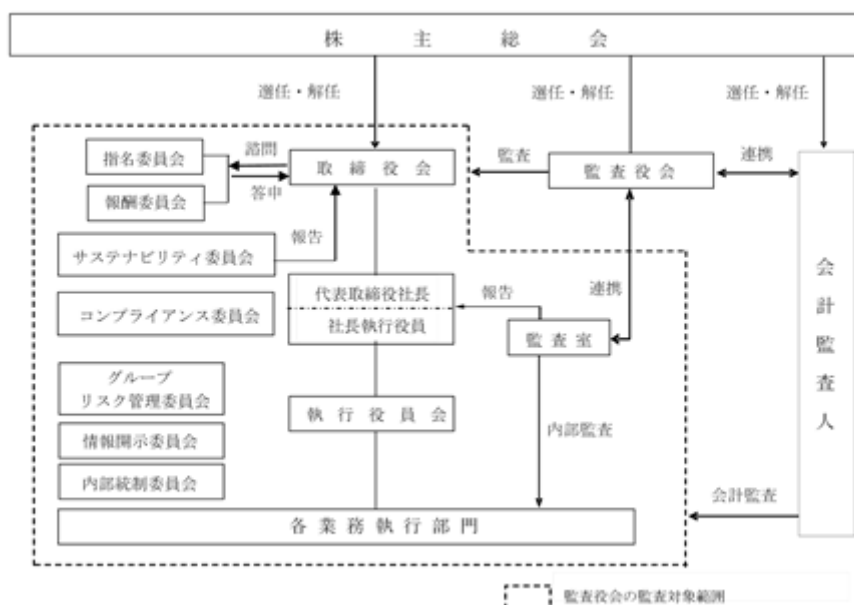 株主総会
選任・解任
選任・解任
選任・解任
指名委員会
諮問
取締役会
監査
監査役会
連携
報酬委員会
答申
サステナビリティ委員会
報告
代表取締役社長
報告
連携
コンプライアンス委員会
社長執行役員
監査室
会計監査人
グループ
リスク管理委員会
執行役員会
内部監査
情報開示委員会
内部統制委員会
会計監査
各業務執行部門
監査役会の監査対象範囲